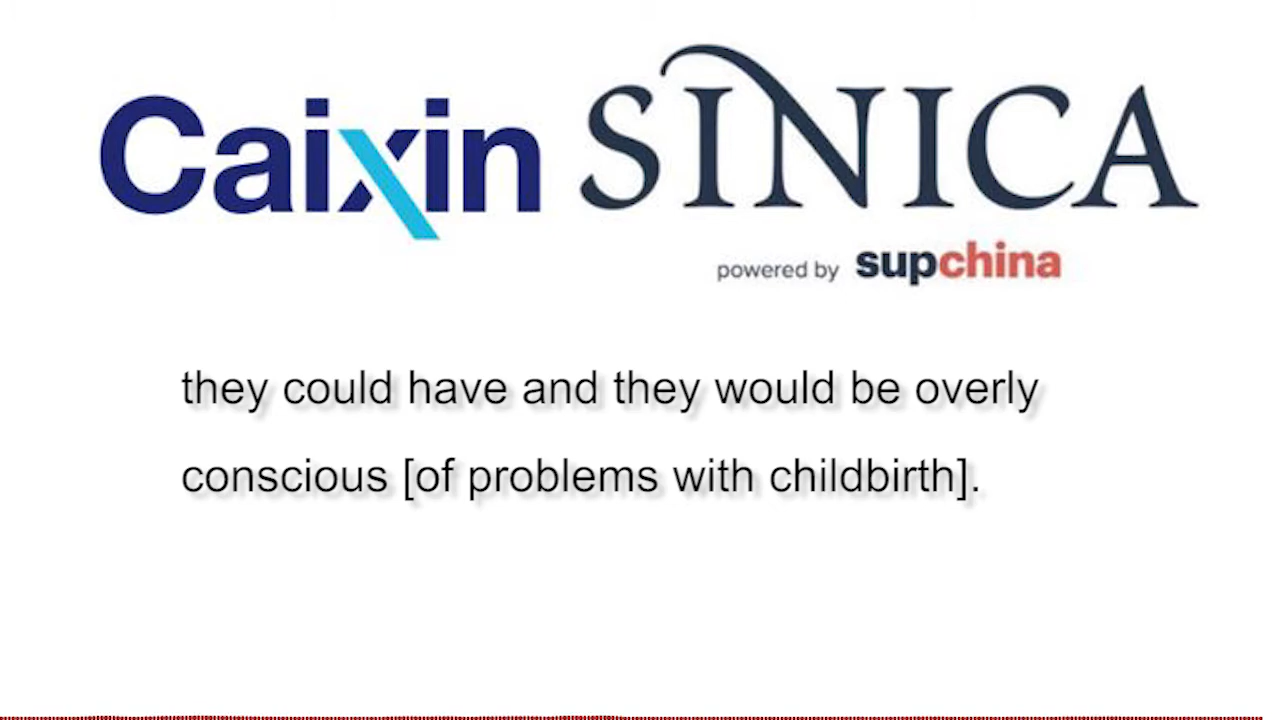 Caixin SINICA
powered by supchina
they could have and they would be overly
conscious [of problems with childbirth].